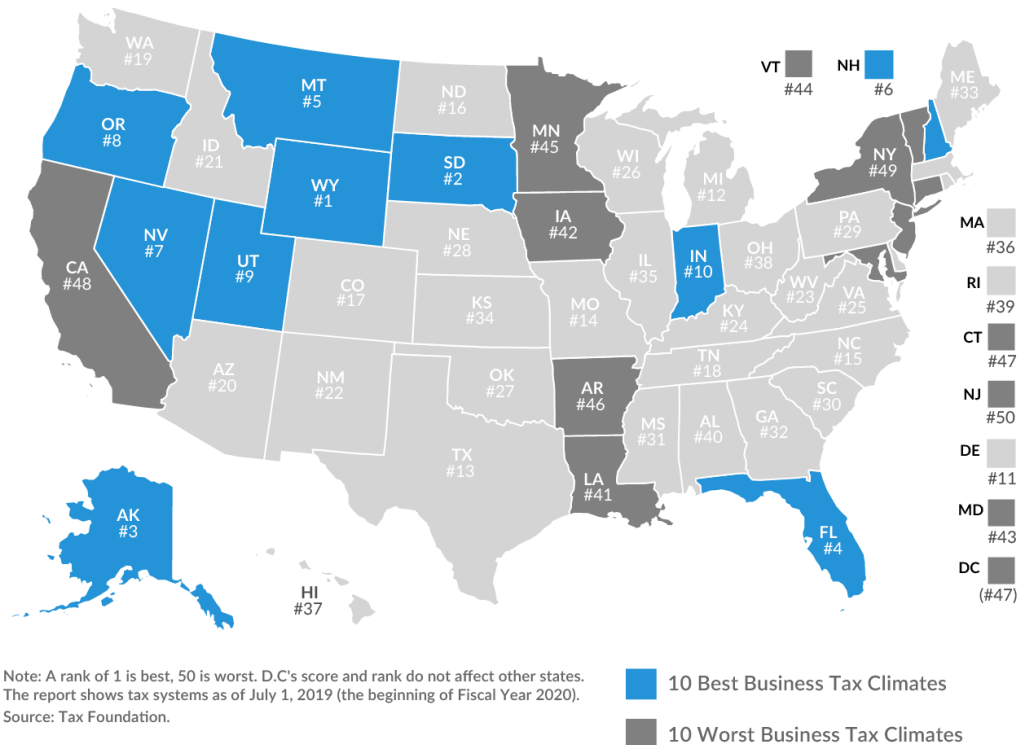 WA
#19
MT
#5
ND
#16
MN
#45
VT
#44
NH
#6
ME
#33
OR
#8
ID
#21
WY
#1
SD
#2
WI
#26
MI
#12
NY
#49
CA
#48
NV
#7
UT
#9
CO
#17
NE
#28
IA
#42
IL
#35
IN
#10
OH
#38
PA
#29
MA
#36
KS
#34
MO
#14
KY
#24
WV
#23
VA
#25
RI
#39
AZ
#20
NM
#22
OK
#27
AR
#46
TN
#18
NC
#15
CT
#47
SC
#30
NJ
#50
TX
#13
LA
#41
MS
#31
AL
#40
GA
#32
DE
#11
AK
#3
HI
#37
FL
#4
MD
#43
DC
(#47)
Note: A rank of 1 is best, 50 is worst. D.C's score and rank do not affect other states.
The report shows tax systems as of July 1, 2019 (the beginning of Fiscal Year 2020).
Source: Tax Foundation.
10 Best Business Tax Climates
10 Worst Business Tax Climates